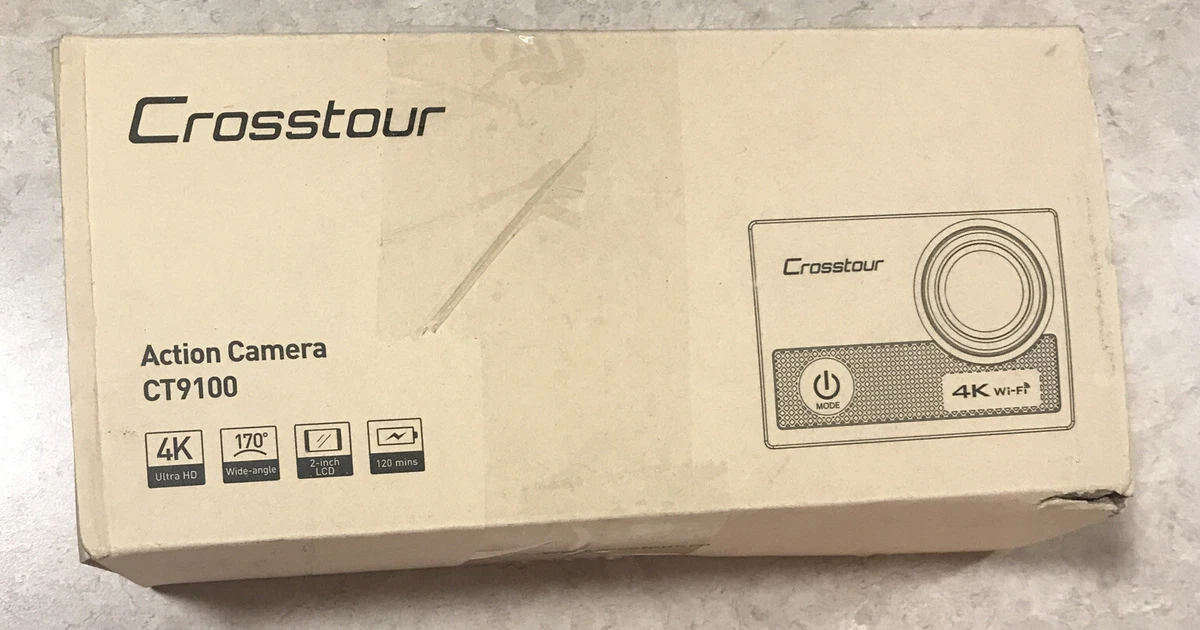 Crosstour
Action Camera
CT9100
4K
Ultra HD
170°
Wide-angle
2-inch
LCD
120 mins
Crosstour
MODE
4K Wi-Fi